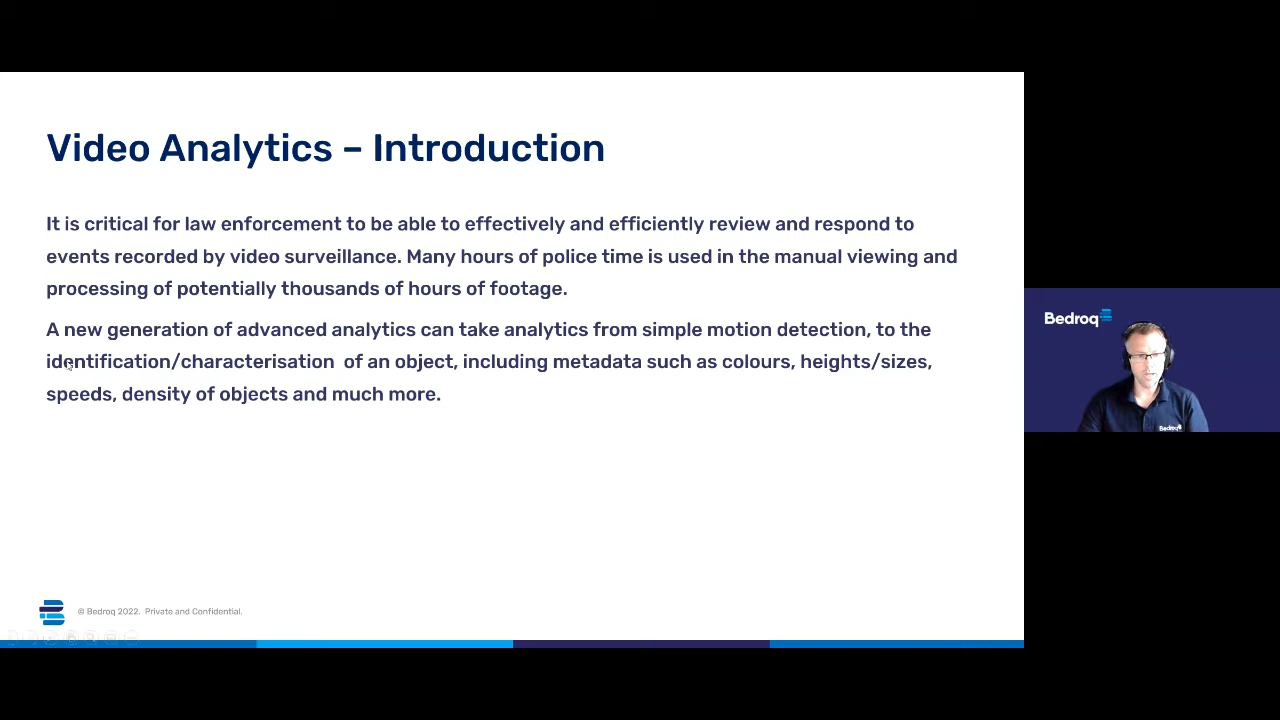 Video Analytics – Introduction
It is critical for law enforcement to be able to effectively and efficiently review and respond to
events recorded by video surveillance. Many hours of police time is used in the manual viewing and
processing of potentially thousands of hours of footage.
A new generation of advanced analytics can take analytics from simple motion detection, to the
identification/characterisation of an object, including metadata such as colours, heights/sizes,
speeds, density of objects and much more.
© Bedroq 2022. Private and Confidential.
Bedroq
Bedroq